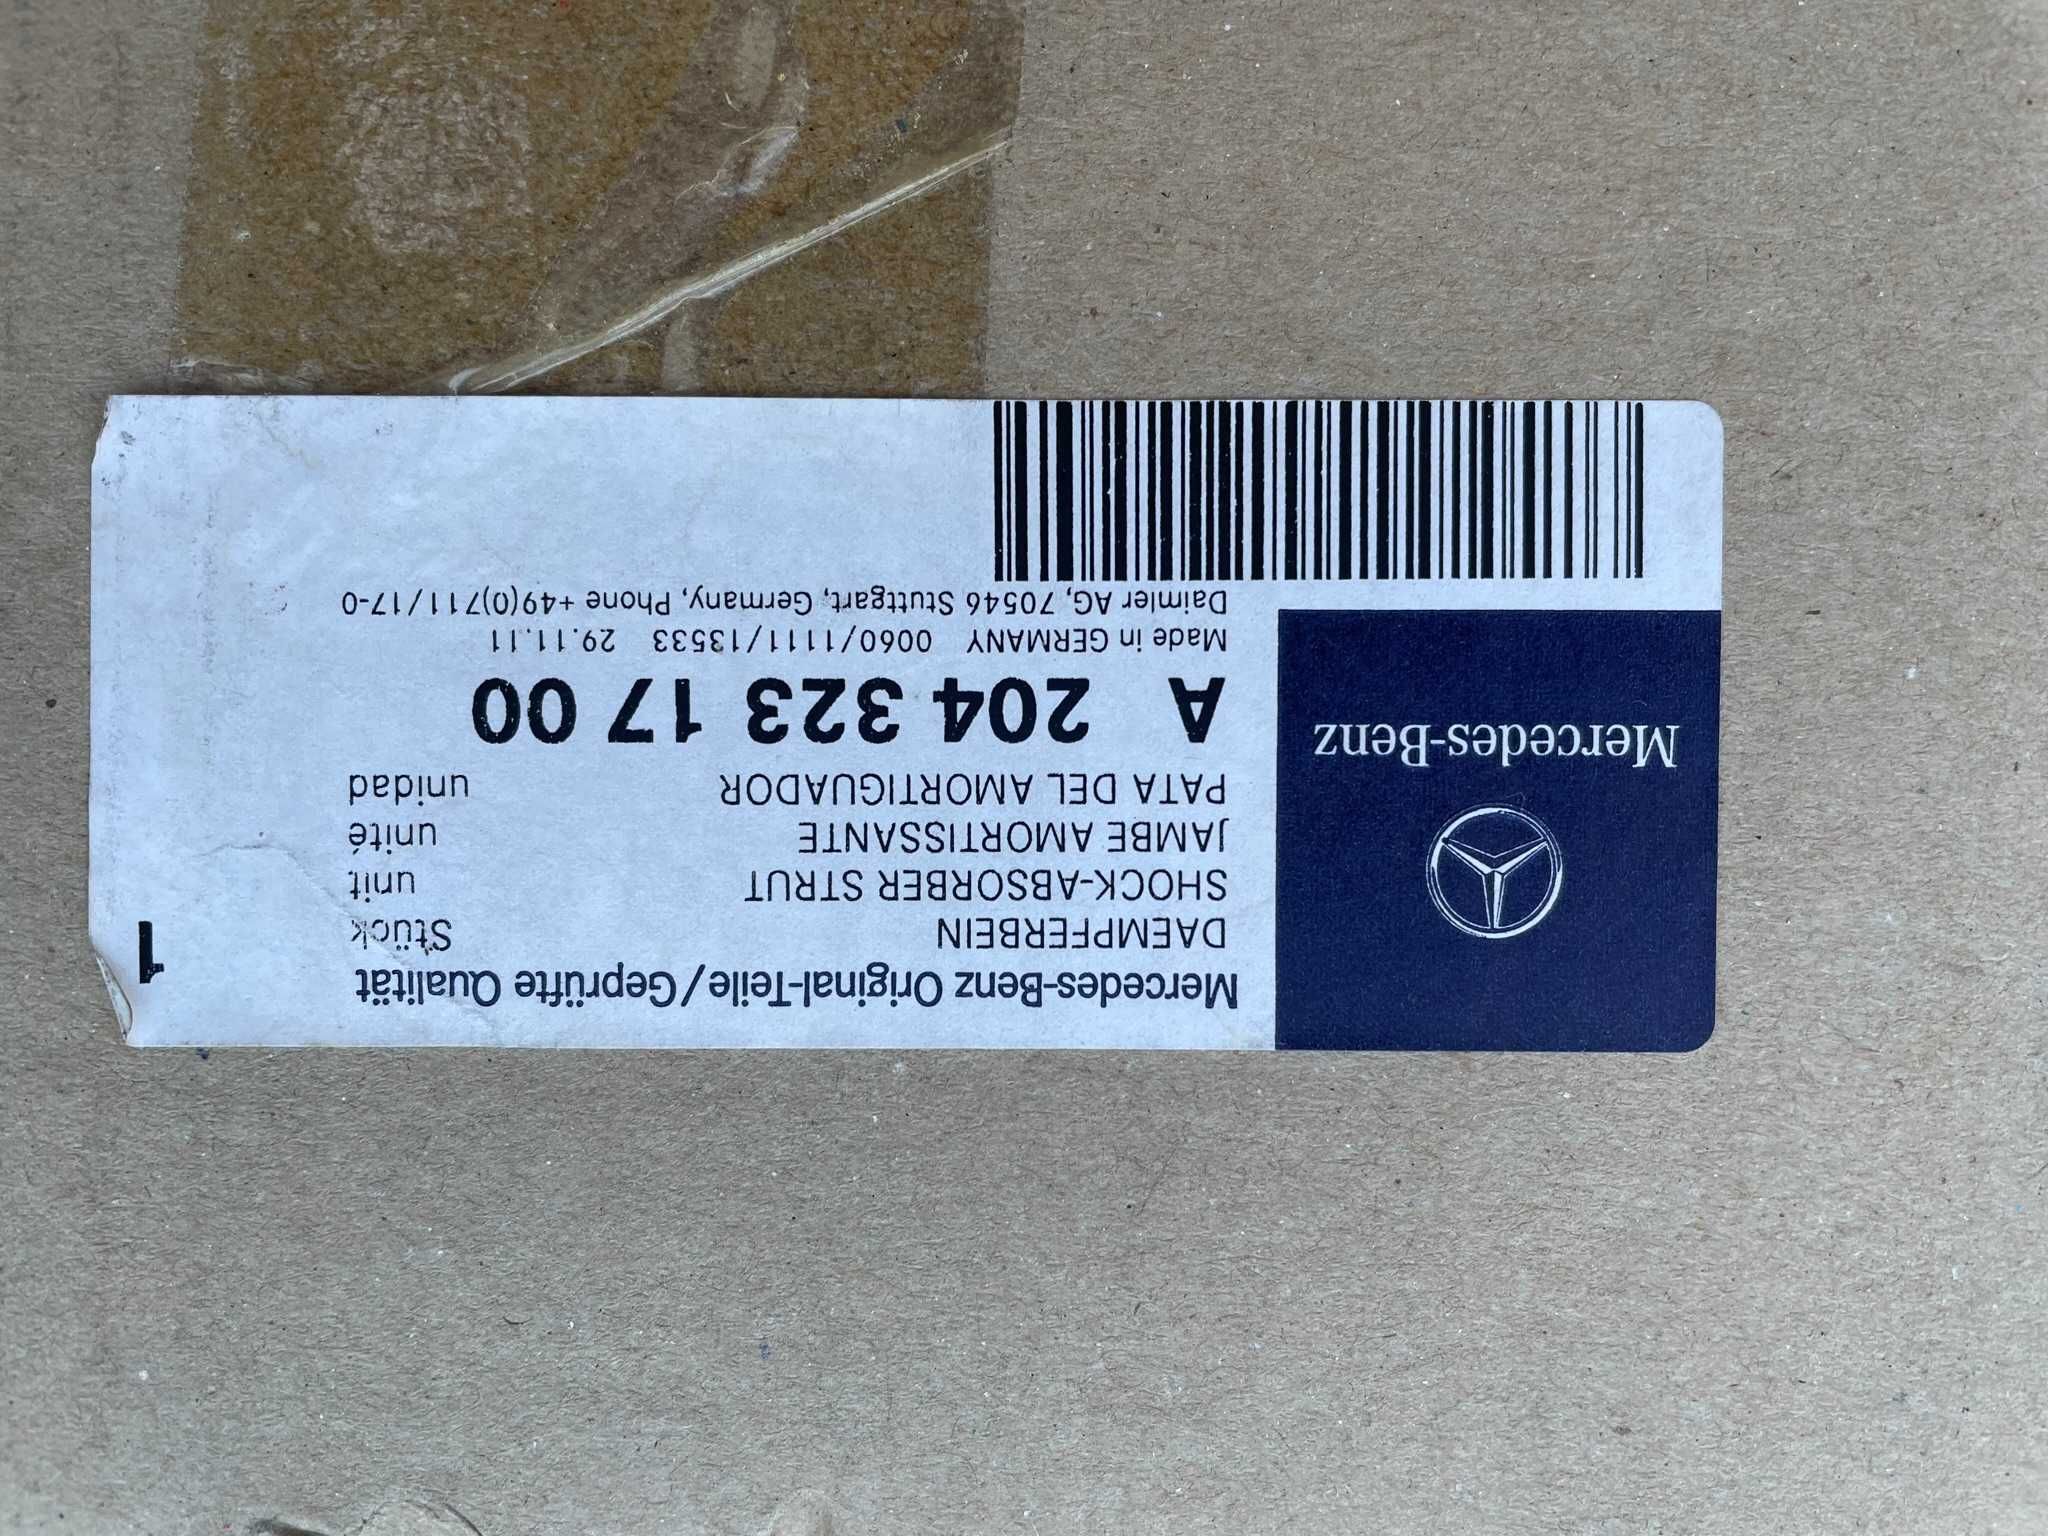 Mercedes-Benz
Mercedes-Benz Original-Teile/Geprüfte Qualität
1
DAEMPFERBEIN Stück
SHOCK-ABSORBER STRUT unit
JAMBE AMORTISSANTE unité
PATA DEL AMORTIGUADOR unidad
A 204 323 17 00
Made in GERMANY 0060/1111/13533 29.11.11
Daimler AG, 70546 Stuttgart, Germany, Phone +49(0)711/17-0